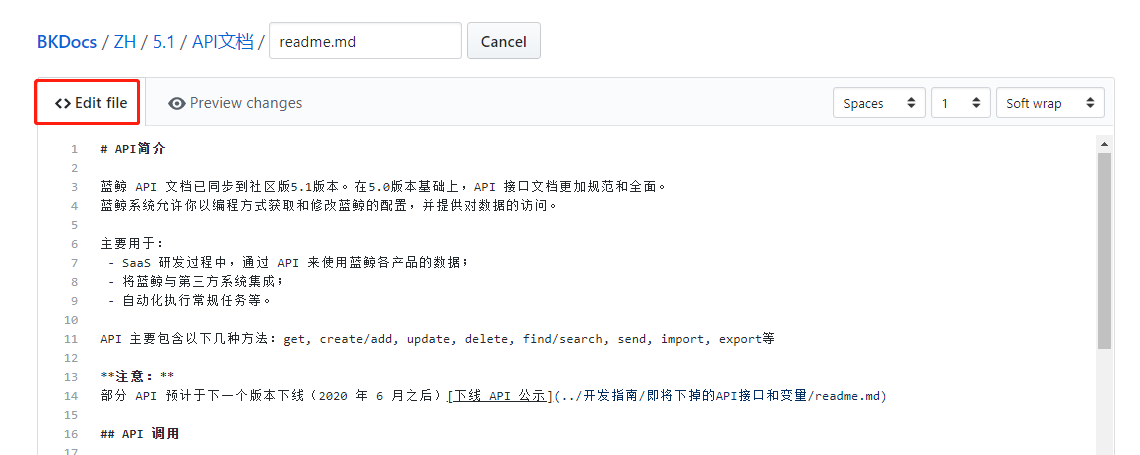 BKDocs / ZH / 5.1 / API文档 / readme.md Cancel
<> Edit file Preview changes Spaces 1 Soft wrap
1 # API简介
2
3 蓝鲸 API 文档已同步到社区版5.1版本。在5.0版本基础上，API 接口文档更加规范和全面。
4 蓝鲸系统允许你以编程方式获取和修改蓝鲸的配置，并提供对数据的访问。
5
6 主要用于：
7 - SaaS 研发过程中，通过 API 来使用蓝鲸各产品的数据；
8 - 将蓝鲸与第三方系统集成；
9 - 自动化执行常规任务等。
10
11 API 主要包含以下几种方法：get, create/add, update, delete, find/search, send, import, export等
12
13 **注意：**
14 部分 API 预计于下一个版本下线（2020 年 6 月之后）[下线 API 公示](../开发指南/即将下掉的API接口和变量/readme.md)
15
16 ## API 调用
17